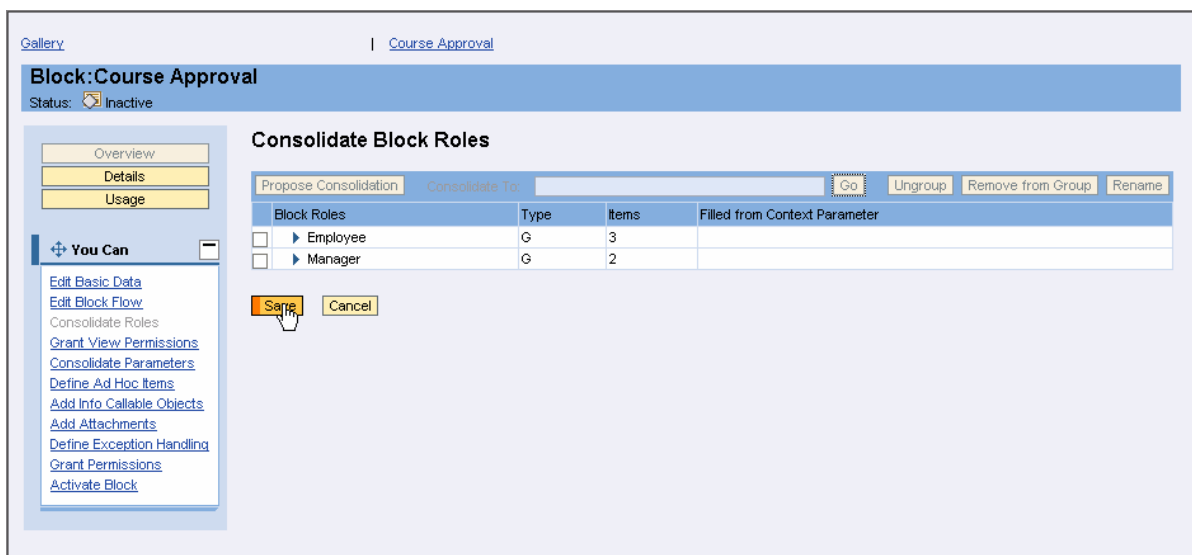 Gallery | Course Approval
Block:Course Approval
Status: Inactive
Overview
Details
Usage
You Can
Edit Basic Data
Edit Block Flow
Consolidate Roles
Grant View Permissions
Consolidate Parameters
Define Ad Hoc Items
Add Info Callable Objects
Add Attachments
Define Exception Handling
Grant Permissions
Activate Block
Consolidate Block Roles
Propose Consolidation Consolidate To: Go Ungroup Remove from Group Rename
Block Roles Type Items Filled from Context Parameter
Employee G 3
Manager G 2
Save Cancel